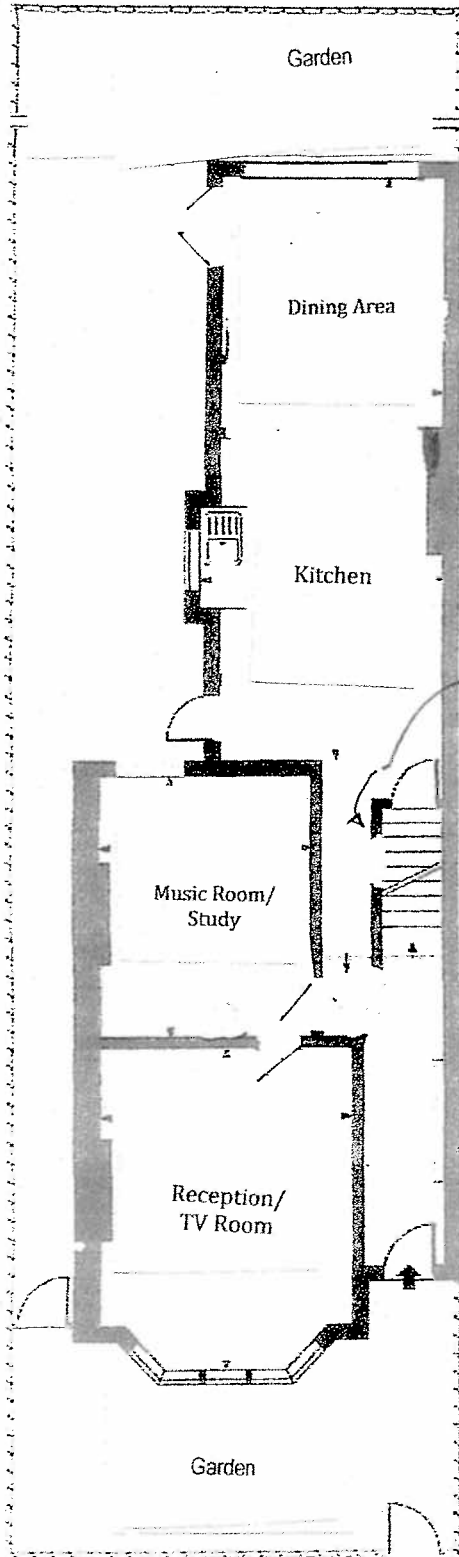 Garden
Dining Area
Kitchen
Music Room/
Study
Reception/
TV Room
Garden